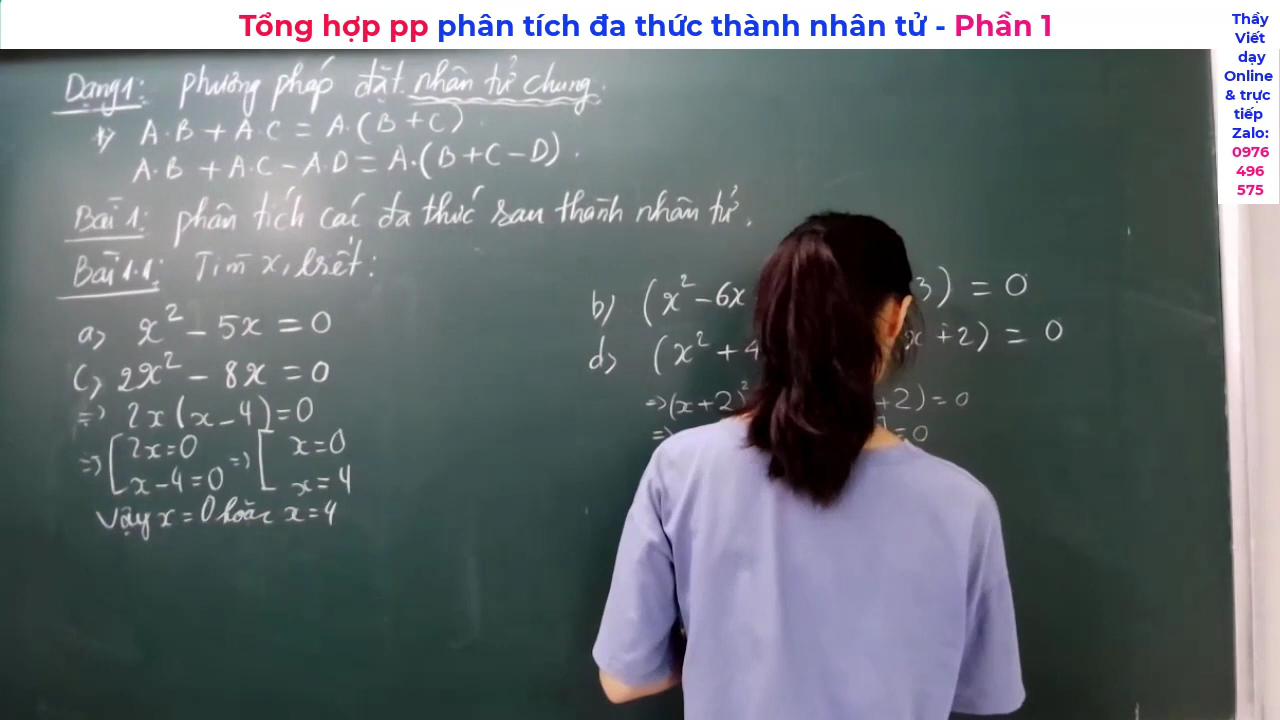 Tổng hợp pp phân tích đa thức thành nhân tử - Phần 1
Thầy
Viết
dạy
Online
& trực
tiếp
Zalo:
0976
496
575
Dạng 1: phương pháp đặt nhân tử chung.
A.B + A.C = A.(B + C).
A.B + A.C - A.D = A.(B + C - D).
Bài 1: phân tích các đa thức sau thành nhân tử.
Bài 1.1: Tìm x, biết:
a) x² - 5x = 0
c) 2x² - 8x = 0
=> 2x(x - 4) = 0
=> [ 2x = 0 => [ x = 0
x - 4 = 0 x = 4
Vậy x = 0 hoặc x = 4
b) (x² - 6x 3) = 0
d) (x² + 4 x + 2) = 0
=> (x + 2)² + 2) = 0
=> = 0